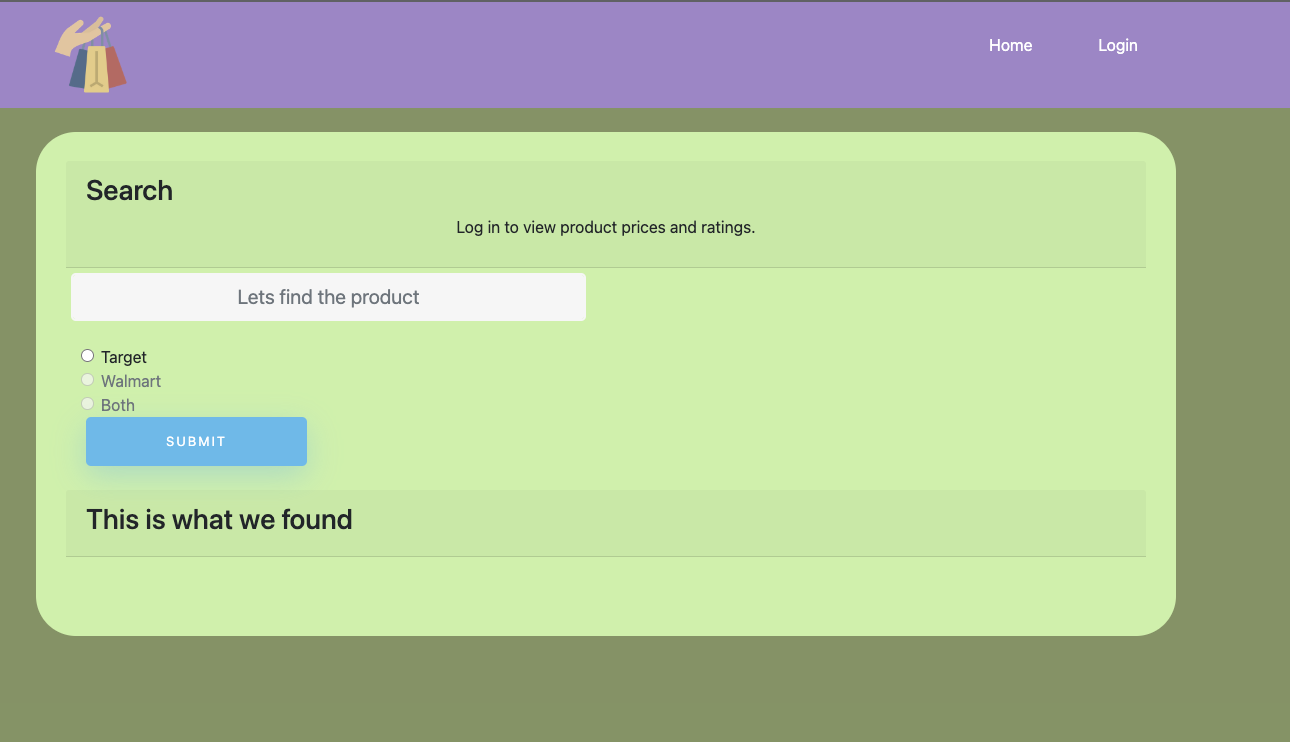 Home Login
Search
Log in to view product prices and ratings.
Lets find the product
Target
Walmart
Both
SUBMIT
This is what we found